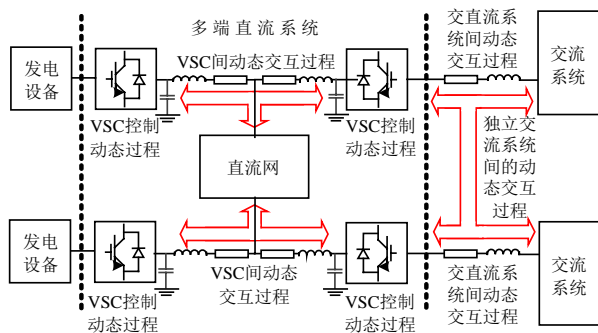 多端直流系统
交直流系
统间动态
交互过程
VSC间动态交互过程
发电
设备
交流
系统
VSC控制
动态过程
VSC控制
动态过程
独立交
流系统
间的动
态交互
过程
直流网
发电
设备
VSC间动态
交互过程
交流
系统
VSC控制
动态过程
VSC控制
动态过程
交直流系
统间动态
交互过程